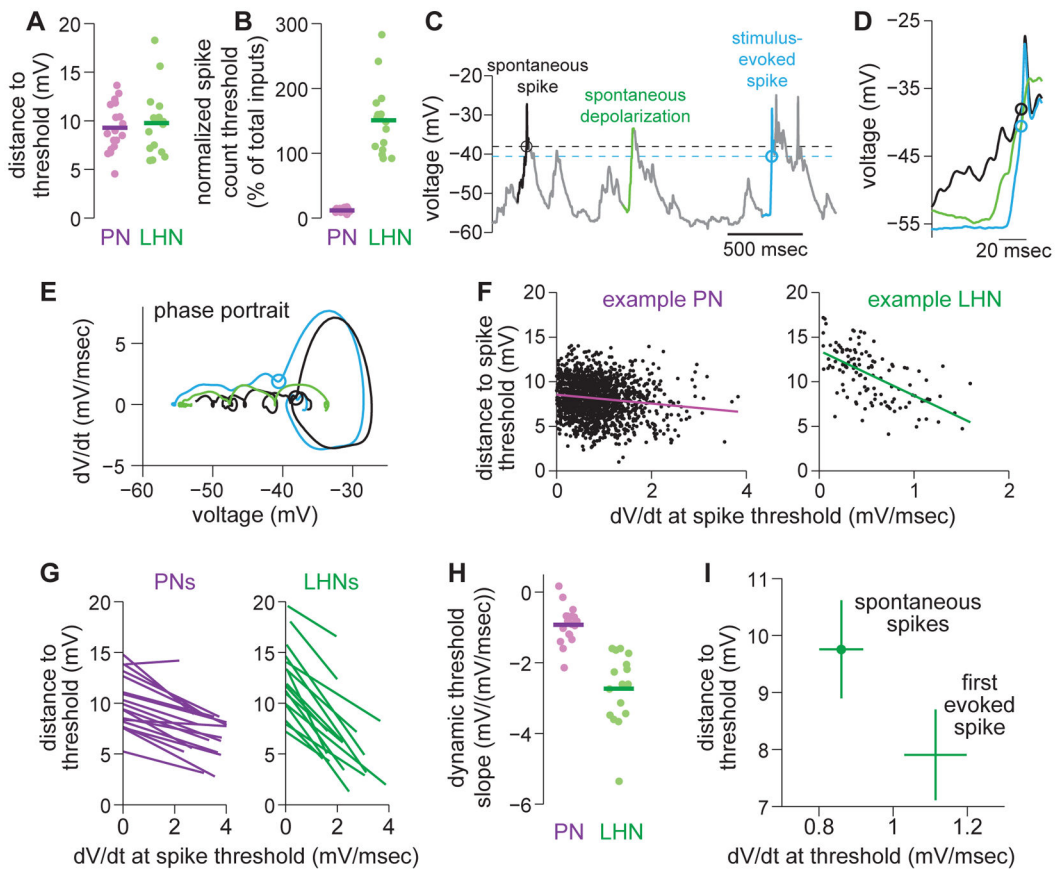 A
distance to
threshold (mV)
20
15
10
5
0
PN LHN
B
normalized spike
count threshold
(% of total inputs)
300
200
100
0
PN LHN
C
voltage (mV)
−20
−30
−40
−50
−60
spontaneous
spike
spontaneous
depolarization
stimulus-
evoked
spike
500 msec
D
voltage (mV)
−25
−35
−45
−55
20 msec
E
phase portrait
dV/dt (mV/msec)
5
0
−5
−60 −50 −40 −30
voltage (mV)
F
distance to spike
threshold (mV)
example PN
20
15
10
5
0
0 2 4
example LHN
20
15
10
5
0
0 1 2
dV/dt at spike threshold (mV/msec)
G
distance to
threshold (mV)
PNs
20
15
10
5
0
0 2 4
LHNs
20
15
10
5
0
0 2 4
dV/dt at spike threshold (mV/msec)
H
dynamic threshold
slope (mV/(mV/msec))
0
−2
−4
−6
PN LHN
I
distance to
threshold (mV)
11
10
9
8
7
spontaneous
spikes
first
evoked
spike
0.8 1 1.2
dV/dt at threshold (mV/msec)